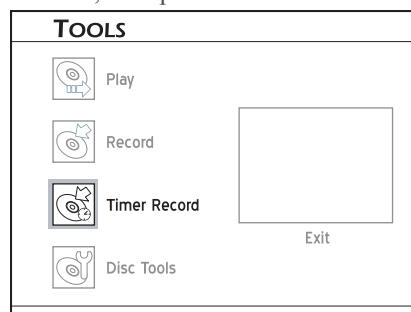 TOOLS
Play
Record
Timer Record
Exit
Disc Tools